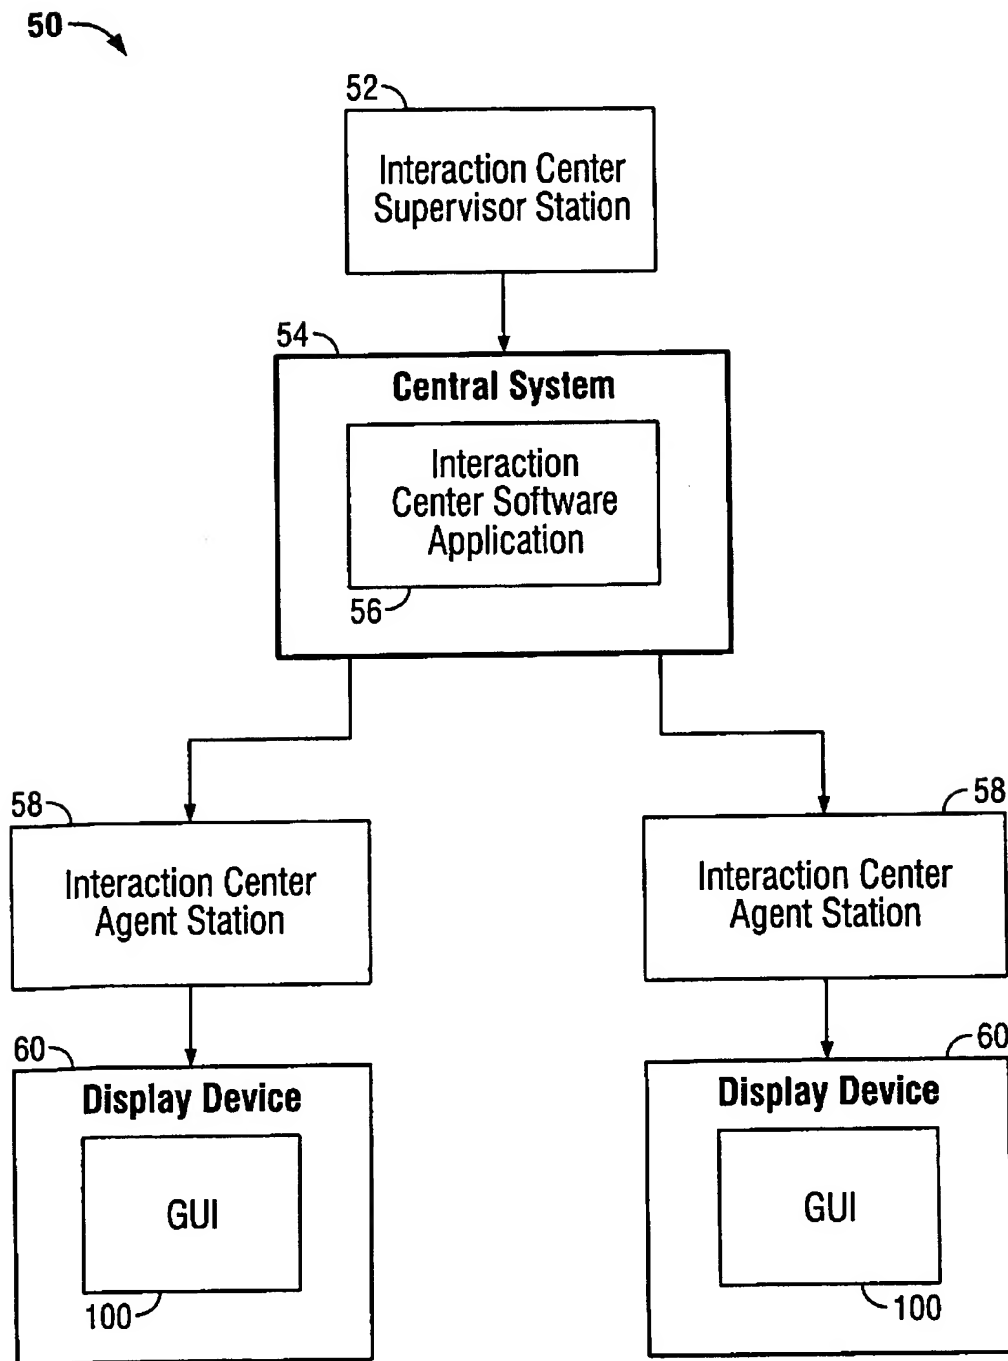 50
52
Interaction Center
Supervisor Station
54
Central System
Interaction
Center Software
Application
56
58
Interaction Center
Agent Station
58
Interaction Center
Agent Station
60
Display Device
GUI
100
60
Display Device
GUI
100